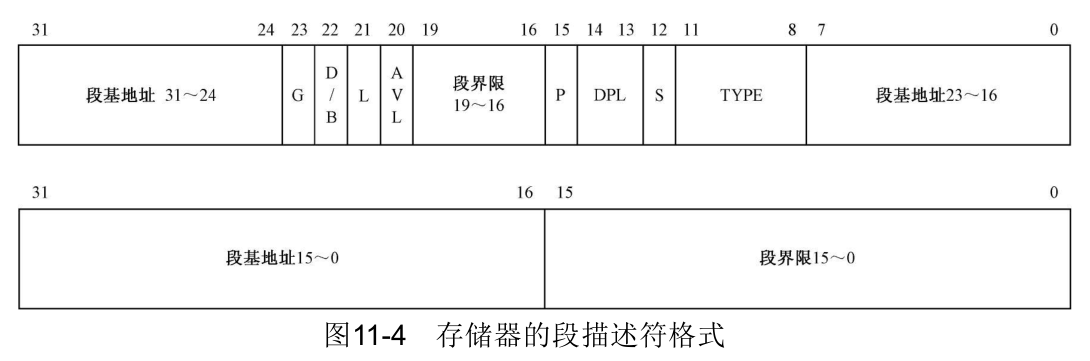 31 24 23 22 21 20 19 16 15 14 13 12 11 8 7 0
段基地址 31～24 G D/B L AVL 段界限 19～16 P DPL S TYPE 段基地址23～16
31 16 15 0
段基地址15～0 段界限15～0
图11-4 存储器的段描述符格式